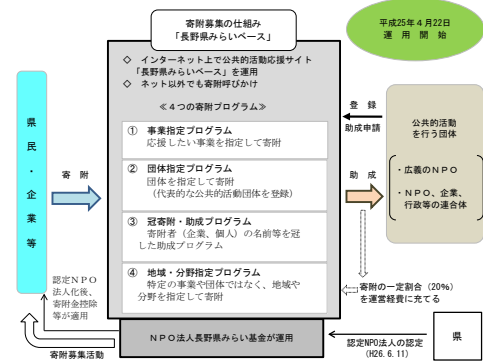 寄附募集の仕組み
「長野県みらいベース」
平成25年４月22日
運用開始
◇ インターネット上で公共的活動応援サイト
「長野県みらいベース」を運用
◇ ネット以外でも寄附呼びかけ
≪４つの寄附プログラム≫
① 事業指定プログラム
応援したい事業を指定して寄附
② 団体指定プログラム
団体を指定して寄附
（代表的な公共的活動団体を登録）
③ 冠寄附・助成プログラム
寄附者（企業、個人）の名前等を冠
した助成プログラム
④ 地域・分野指定プログラム
特定の事業や団体ではなく、地域や
分野を指定して寄附
ＮＰＯ法人長野県みらい基金が運用
県民・企業等
寄附
認定ＮＰＯ
法人化後、
寄附金控除
等が適用
寄附募集活動
登録
助成申請
助成
公共的活動
を行う団体
・広義のＮＰＯ
・ＮＰＯ、企業、
行政等の連合体
寄附の一定割合（20%）
を運営経費に充てる
認定NPO法人の認定
（H26.6.11）
県